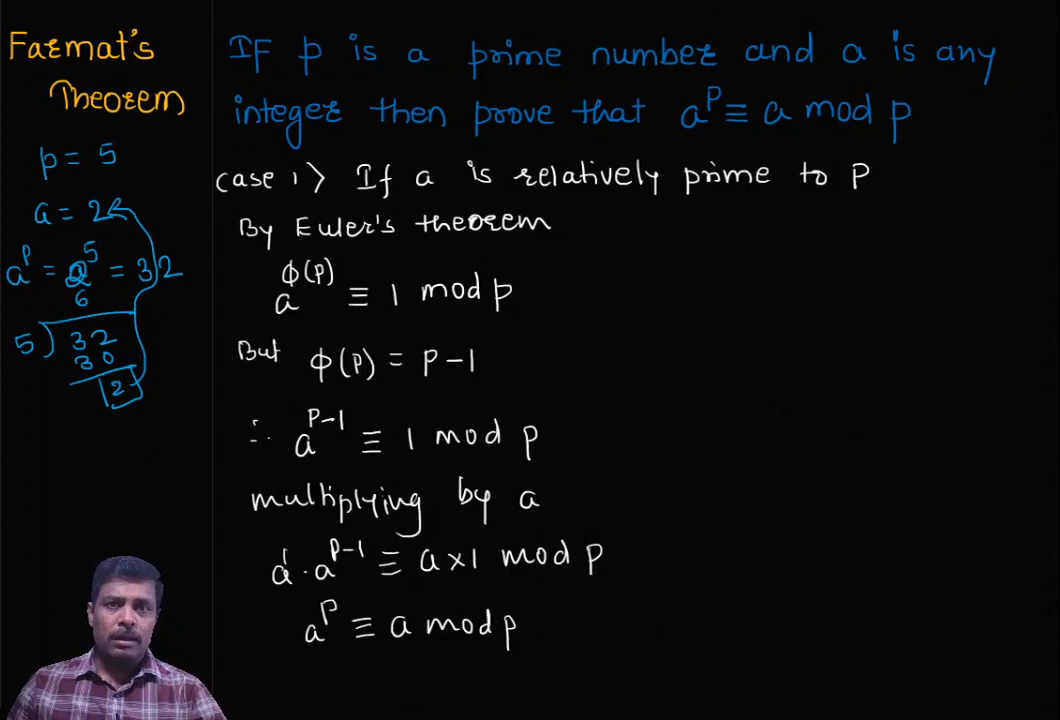 Farmat's
Theorem
p = 5
a = 2
a^p = 2^5 = 32
6
5) 32
30
2
IF p is a prime number and a is any
integer then prove that a^p ≡ a mod p
case 1) If a is relatively prime to p
By Euler's theorem
a^φ(p) ≡ 1 mod p
But φ(p) = p-1
∴ a^p-1 ≡ 1 mod p
multiplying by a
a^1 . a^p-1 ≡ a x 1 mod p
a^p ≡ a mod p